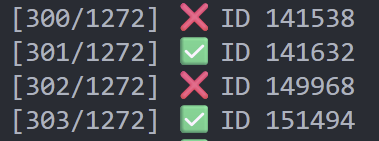 [300/1272] ❌ ID 141538
[301/1272] ✅ ID 141632
[302/1272] ❌ ID 149968
[303/1272] ✅ ID 151494